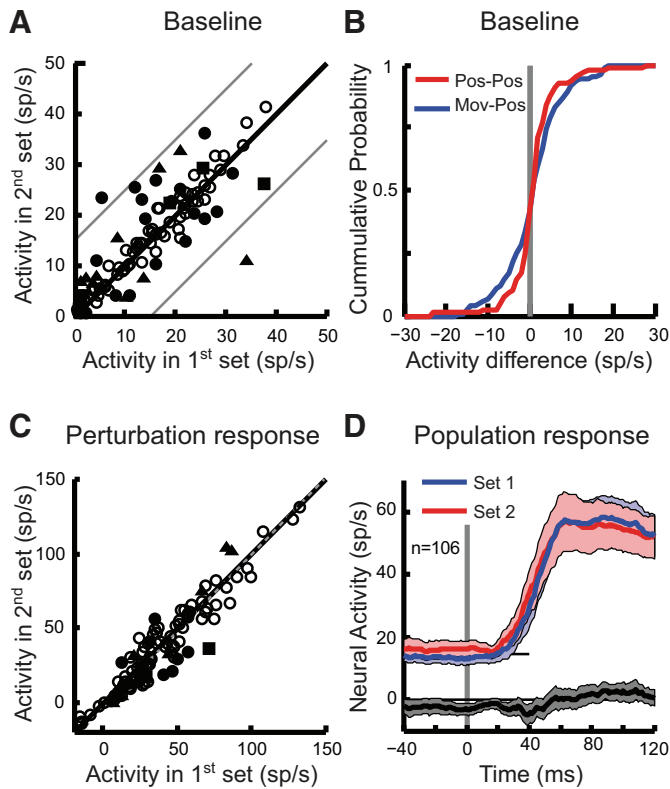 A
Baseline
Activity in 2nd set (sp/s)
50
40
30
20
10
0
0
10
20
30
40
50
Activity in 1st set (sp/s)
B
Baseline
Cummulative Probability
1
0.5
0
Pos-Pos
Mov-Pos
−30
−20
−10
0
10
20
30
Activity difference (sp/s)
C
Perturbation response
Activity in 2nd set (sp/s)
150
100
50
0
0
50
100
150
Activity in 1st set (sp/s)
D
Population response
Neural Activity (sp/s)
60
40
20
0
Set 1
Set 2
n=106
-40
0
40
80
120
Time (ms)